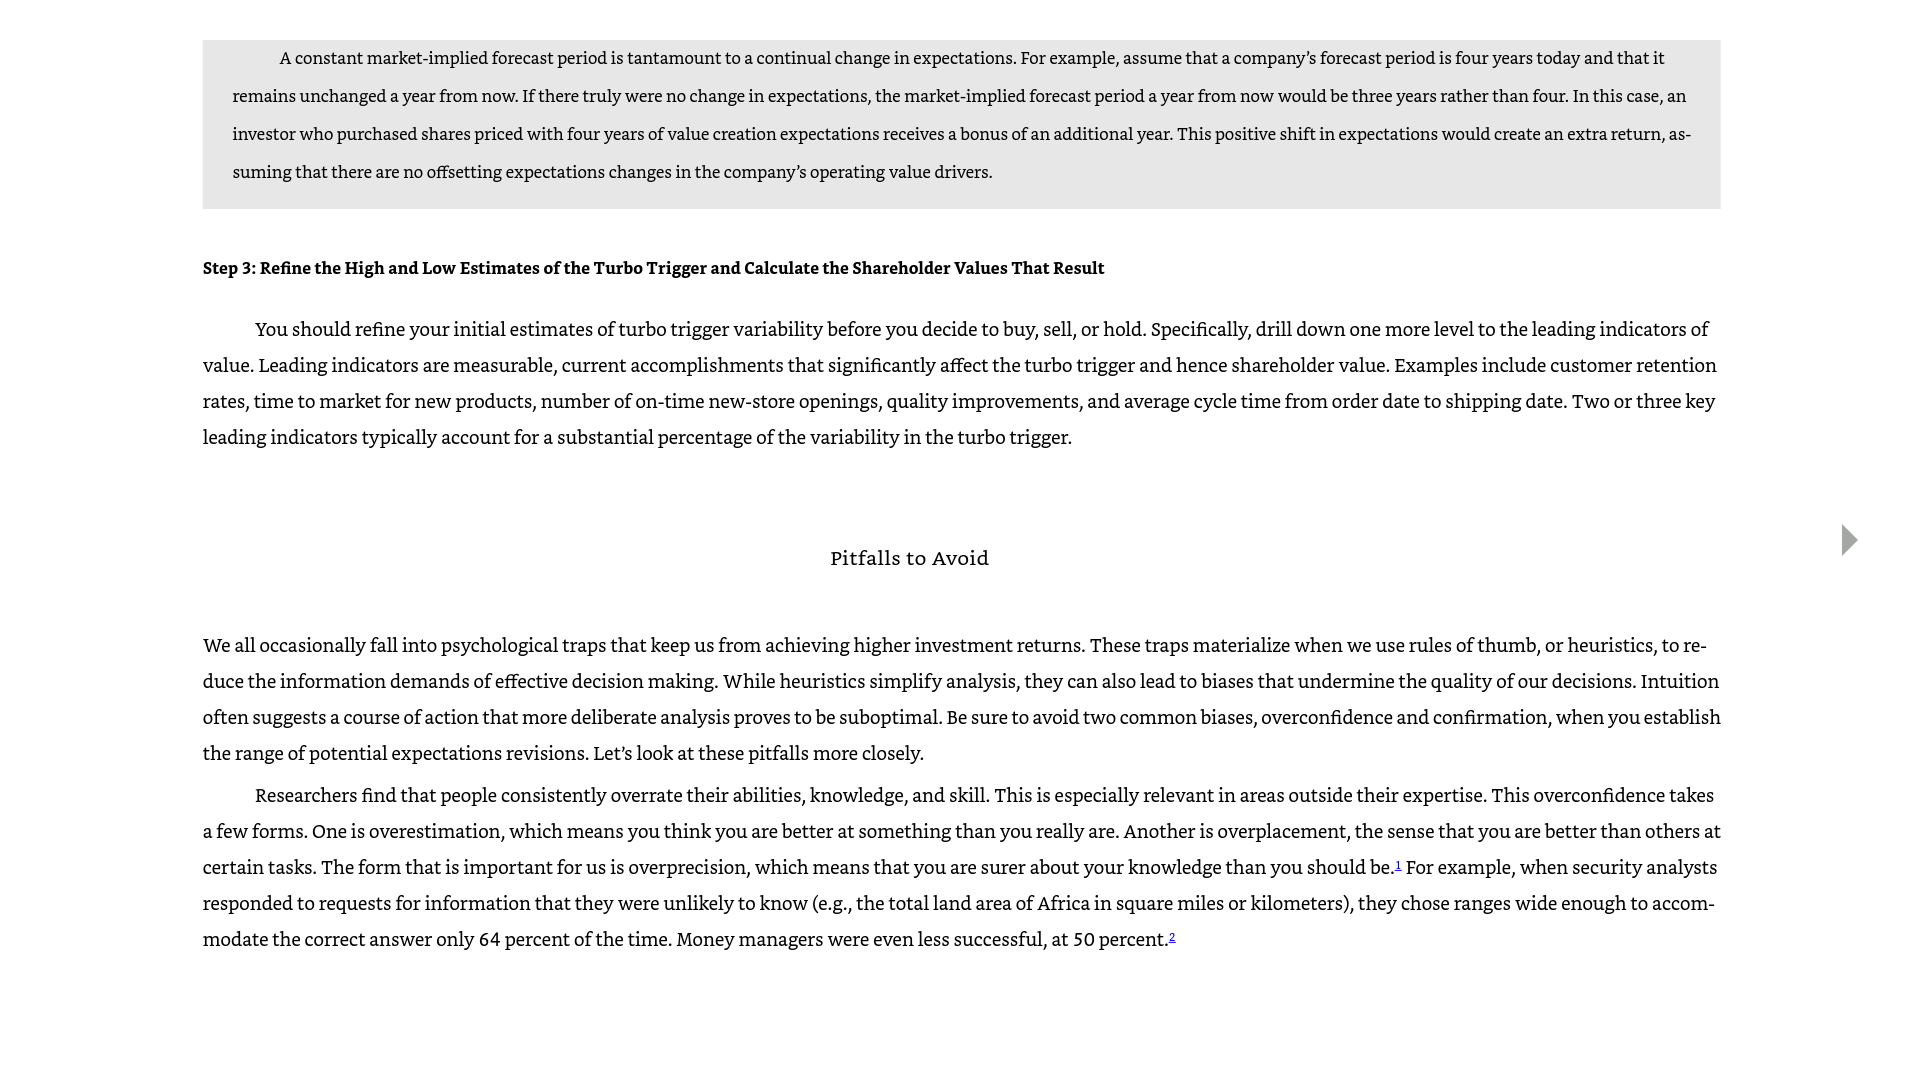 A constant market-implied forecast period is tantamount to a continual change in expectations. For example, assume that a company’s forecast period is four years today and that it
remains unchanged a year from now. If there truly were no change in expectations, the market-implied forecast period a year from now would be three years rather than four. In this case, an
investor who purchased shares priced with four years of value creation expectations receives a bonus of an additional year. This positive shift in expectations would create an extra return, as-
suming that there are no offsetting expectations changes in the company’s operating value drivers.
Step 3: Refine the High and Low Estimates of the Turbo Trigger and Calculate the Shareholder Values That Result
You should refine your initial estimates of turbo trigger variability before you decide to buy, sell, or hold. Specifically, drill down one more level to the leading indicators of
value. Leading indicators are measurable, current accomplishments that significantly affect the turbo trigger and hence shareholder value. Examples include customer retention
rates, time to market for new products, number of on-time new-store openings, quality improvements, and average cycle time from order date to shipping date. Two or three key
leading indicators typically account for a substantial percentage of the variability in the turbo trigger.
Pitfalls to Avoid
We all occasionally fall into psychological traps that keep us from achieving higher investment returns. These traps materialize when we use rules of thumb, or heuristics, to re-
duce the information demands of effective decision making. While heuristics simplify analysis, they can also lead to biases that undermine the quality of our decisions. Intuition
often suggests a course of action that more deliberate analysis proves to be suboptimal. Be sure to avoid two common biases, overconfidence and confirmation, when you establish
the range of potential expectations revisions. Let’s look at these pitfalls more closely.
Researchers find that people consistently overrate their abilities, knowledge, and skill. This is especially relevant in areas outside their expertise. This overconfidence takes
a few forms. One is overestimation, which means you think you are better at something than you really are. Another is overplacement, the sense that you are better than others at
certain tasks. The form that is important for us is overprecision, which means that you are surer about your knowledge than you should be.1 For example, when security analysts
responded to requests for information that they were unlikely to know (e.g., the total land area of Africa in square miles or kilometers), they chose ranges wide enough to accom-
modate the correct answer only 64 percent of the time. Money managers were even less successful, at 50 percent.2